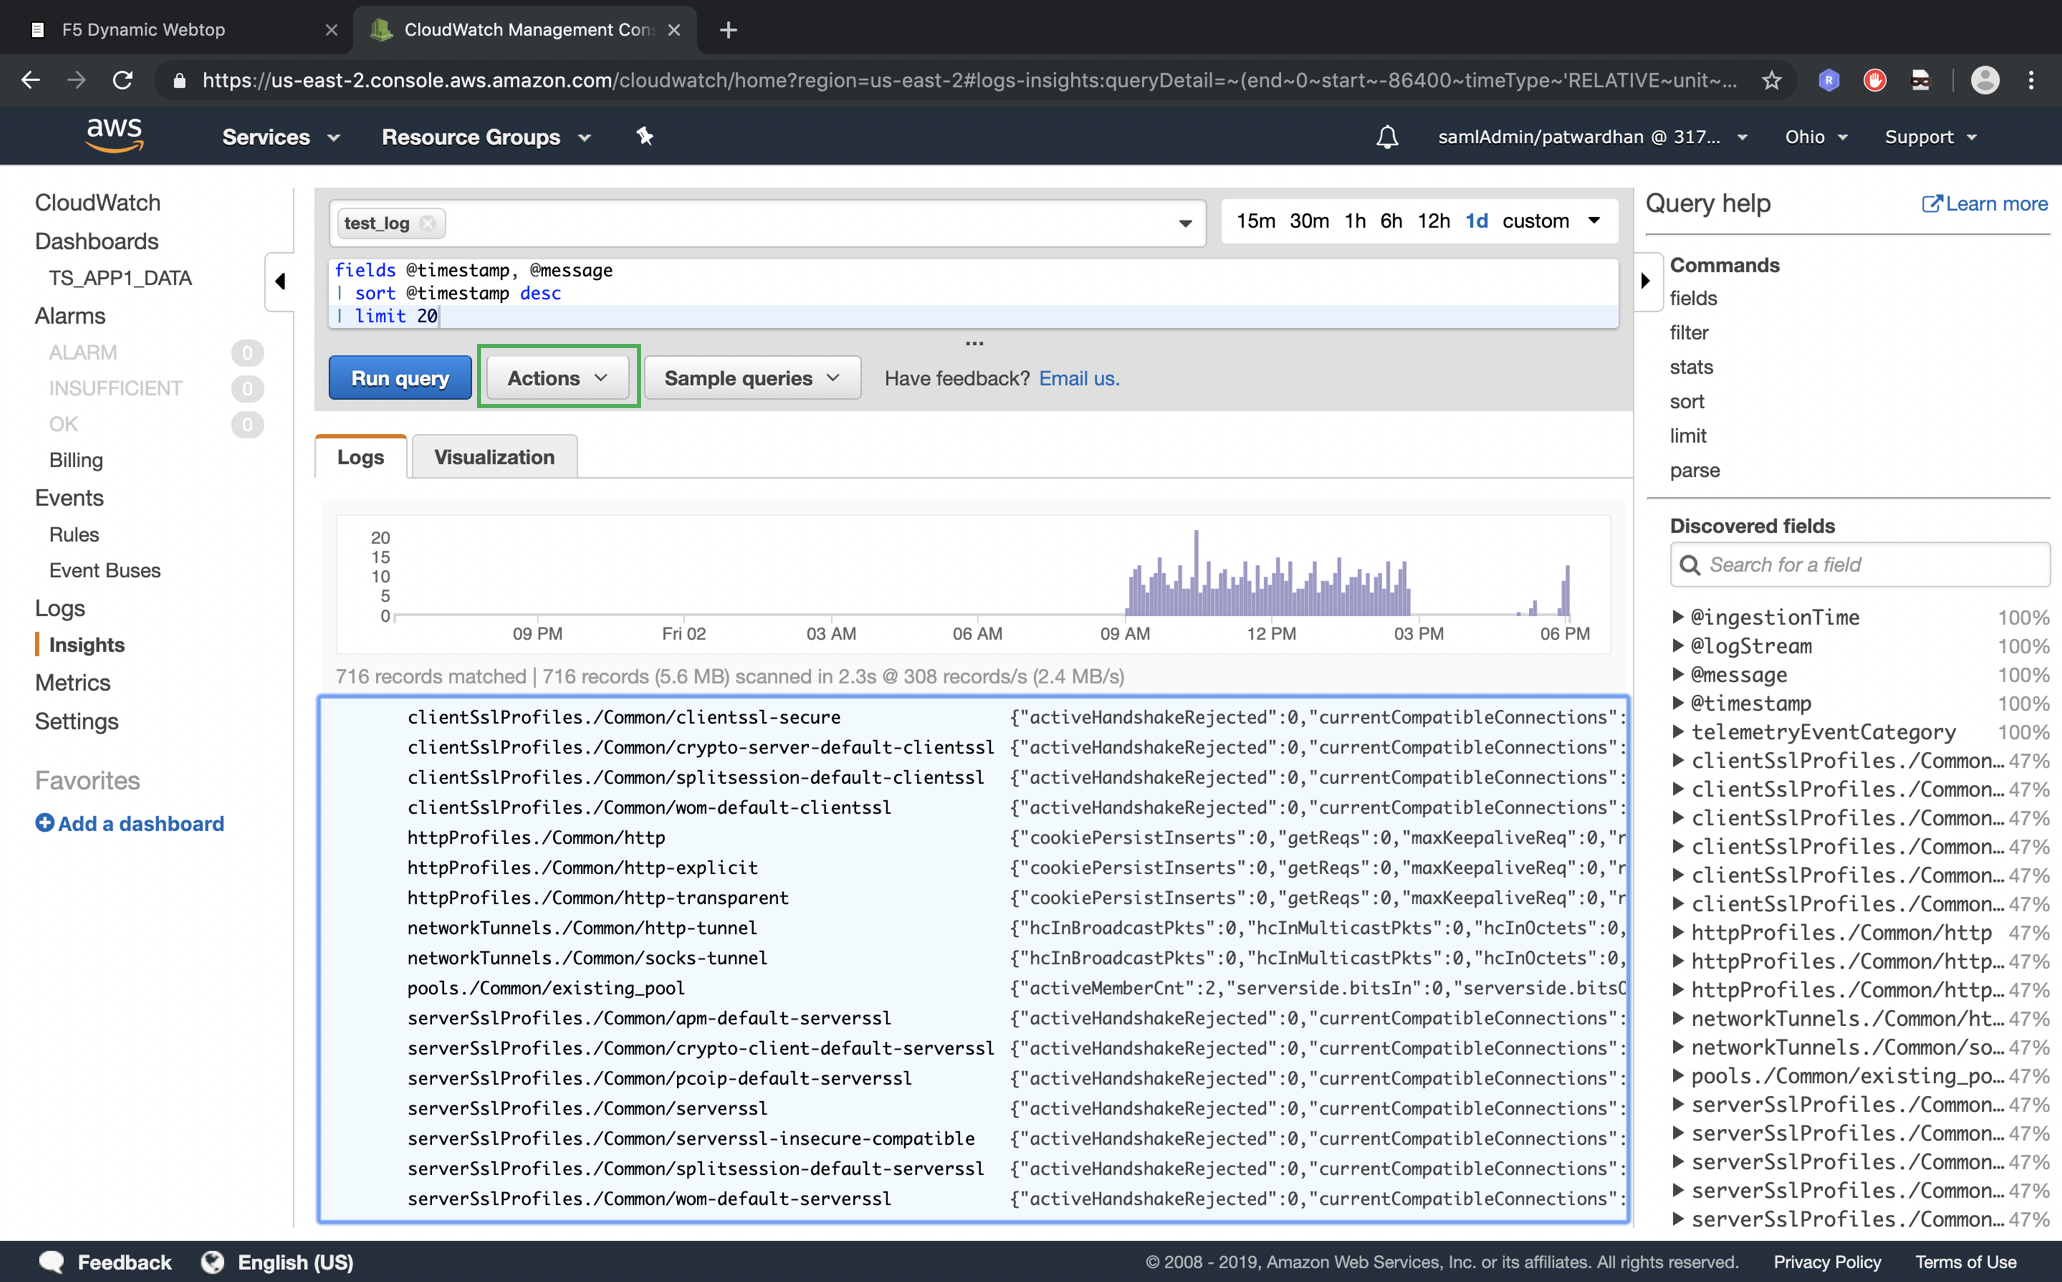 F5 Dynamic Webtop
CloudWatch Management Con
https://us-east-2.console.aws.amazon.com/cloudwatch/home?region=us-east-2#logs-insights:queryDetail=~(end~0~start~-86400~timeType~'RELATIVE~unit~...
aws
Services
Resource Groups
samlAdmin/patwardhan @ 317...
Ohio
Support
CloudWatch
Dashboards
TS_APP1_DATA
Alarms
ALARM 0
INSUFFICIENT 0
OK 0
Billing
Events
Rules
Event Buses
Logs
Insights
Metrics
Settings
Favorites
Add a dashboard
test_log
15m 30m 1h 6h 12h 1d custom
fields @timestamp, @message
| sort @timestamp desc
| limit 20
...
Run query
Actions
Sample queries
Have feedback? Email us.
Logs
Visualization
20
15
10
5
0
09 PM Fri 02 03 AM 06 AM 09 AM 12 PM 03 PM 06 PM
716 records matched | 716 records (5.6 MB) scanned in 2.3s @ 308 records/s (2.4 MB/s)
clientSslProfiles./Common/clientssl-secure {"activeHandshakeRejected":0,"currentCompatibleConnections":
clientSslProfiles./Common/crypto-server-default-clientssl {"activeHandshakeRejected":0,"currentCompatibleConnections":
clientSslProfiles./Common/splitsession-default-clientssl {"activeHandshakeRejected":0,"currentCompatibleConnections":
clientSslProfiles./Common/wom-default-clientssl {"activeHandshakeRejected":0,"currentCompatibleConnections":
httpProfiles./Common/http {"cookiePersistInserts":0,"getReqs":0,"maxKeepaliveReq":0,"r
httpProfiles./Common/http-explicit {"cookiePersistInserts":0,"getReqs":0,"maxKeepaliveReq":0,"r
httpProfiles./Common/http-transparent {"cookiePersistInserts":0,"getReqs":0,"maxKeepaliveReq":0,"r
networkTunnels./Common/http-tunnel {"hcInBroadcastPkts":0,"hcInMulticastPkts":0,"hcInOctets":0,
networkTunnels./Common/socks-tunnel {"hcInBroadcastPkts":0,"hcInMulticastPkts":0,"hcInOctets":0,
pools./Common/existing_pool {"activeMemberCnt":2,"serverside.bitsIn":0,"serverside.bitsO
serverSslProfiles./Common/apm-default-serverssl {"activeHandshakeRejected":0,"currentCompatibleConnections":
serverSslProfiles./Common/crypto-client-default-serverssl {"activeHandshakeRejected":0,"currentCompatibleConnections":
serverSslProfiles./Common/pcoip-default-serverssl {"activeHandshakeRejected":0,"currentCompatibleConnections":
serverSslProfiles./Common/serverssl {"activeHandshakeRejected":0,"currentCompatibleConnections":
serverSslProfiles./Common/serverssl-insecure-compatible {"activeHandshakeRejected":0,"currentCompatibleConnections":
serverSslProfiles./Common/splitsession-default-serverssl {"activeHandshakeRejected":0,"currentCompatibleConnections":
serverSslProfiles./Common/wom-default-serverssl {"activeHandshakeRejected":0,"currentCompatibleConnections":
Query help
Learn more
Commands
fields
filter
stats
sort
limit
parse
Discovered fields
Search for a field
@ingestionTime 100%
@logStream 100%
@message 100%
@timestamp 100%
telemetryEventCategory 100%
clientSslProfiles./Common... 47%
clientSslProfiles./Common... 47%
clientSslProfiles./Common... 47%
clientSslProfiles./Common... 47%
clientSslProfiles./Common... 47%
clientSslProfiles./Common... 47%
httpProfiles./Common/http 47%
httpProfiles./Common/http... 47%
httpProfiles./Common/http... 47%
networkTunnels./Common/ht... 47%
networkTunnels./Common/so... 47%
pools./Common/existing_po... 47%
serverSslProfiles./Common... 47%
serverSslProfiles./Common... 47%
serverSslProfiles./Common... 47%
serverSslProfiles./Common... 47%
serverSslProfiles./Common... 47%
Feedback
English (US)
© 2008 - 2019, Amazon Web Services, Inc. or its affiliates. All rights reserved.
Privacy Policy
Terms of Use